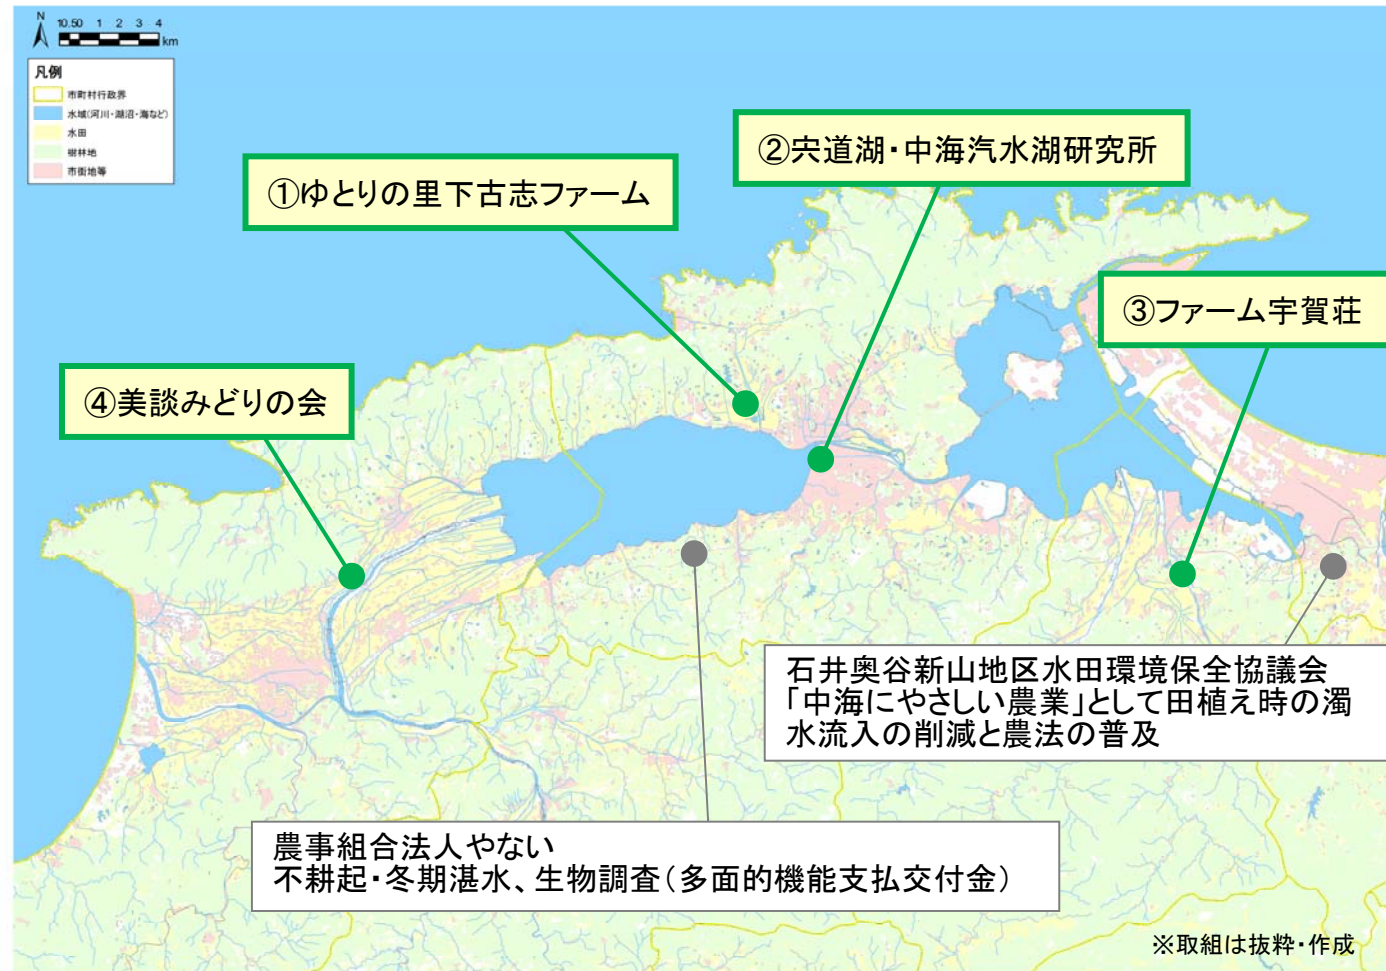 N
10.50 1 2 3 4
km
凡例
市町村行政界
水域(河川・湖沼・海など)
水田
樹林地
市街地等
②宍道湖・中海汽水湖研究所
①ゆとりの里下古志ファーム
③ファーム宇賀荘
④美談みどりの会
石井奥谷新山地区水田環境保全協議会
「中海にやさしい農業」として田植え時の濁
水流入の削減と農法の普及
農事組合法人やない
不耕起・冬期湛水、生物調査(多面的機能支払交付金)
※取組は抜粋・作成